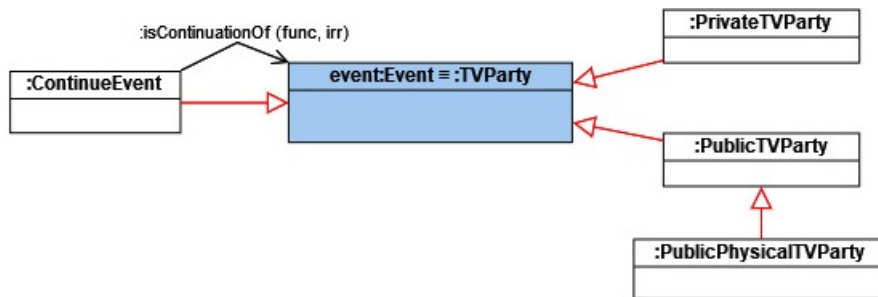 :PrivateTVParty
:isContinuationOf (func, irr)
:ContinueEvent
event:Event ≡ :TVParty
:PublicTVParty
:PublicPhysicalTVParty